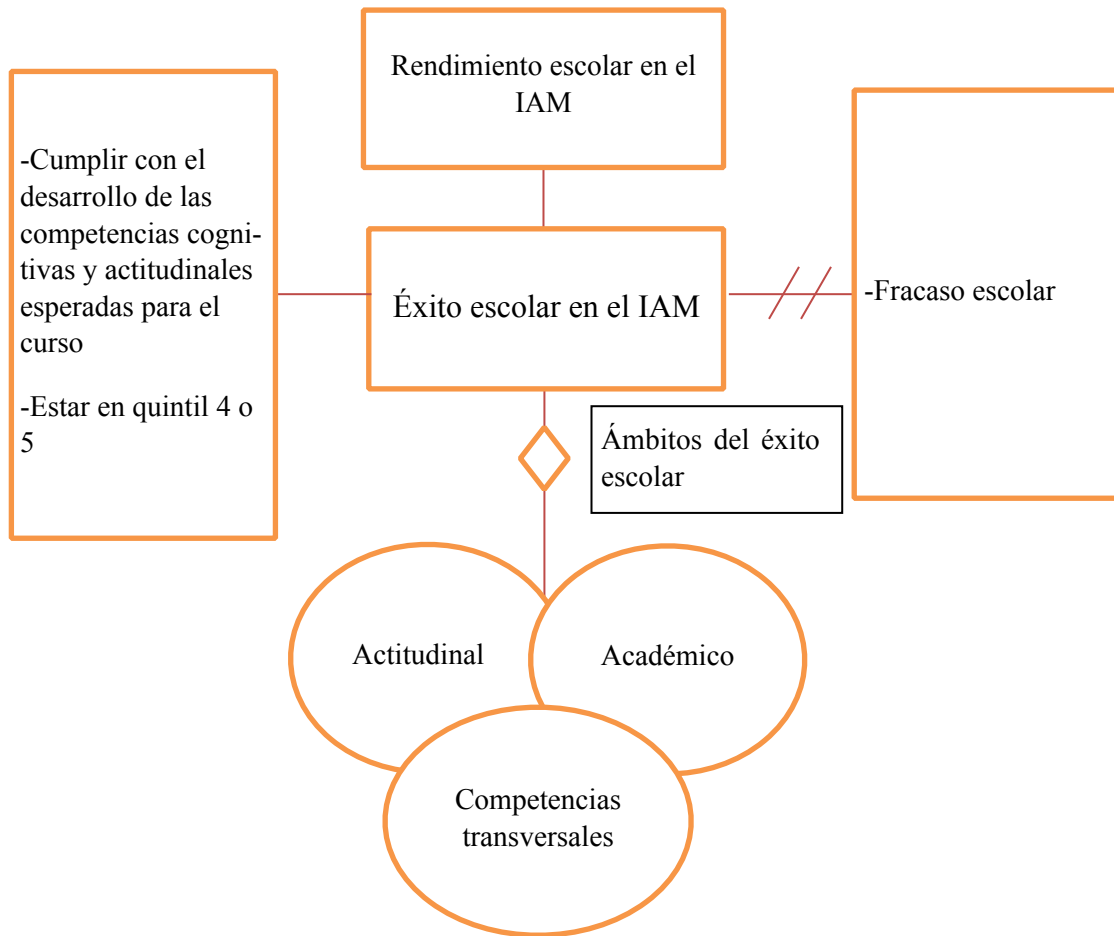 Rendimiento escolar en el
IAM
-Cumplir con el
desarrollo de las
competencias cogni-
tivas y actitudinales
esperadas para el
curso
-Estar en quintil 4 o
5
Éxito escolar en el IAM
-Fracaso escolar
Ámbitos del éxito
escolar
Actitudinal
Académico
Competencias
transversales